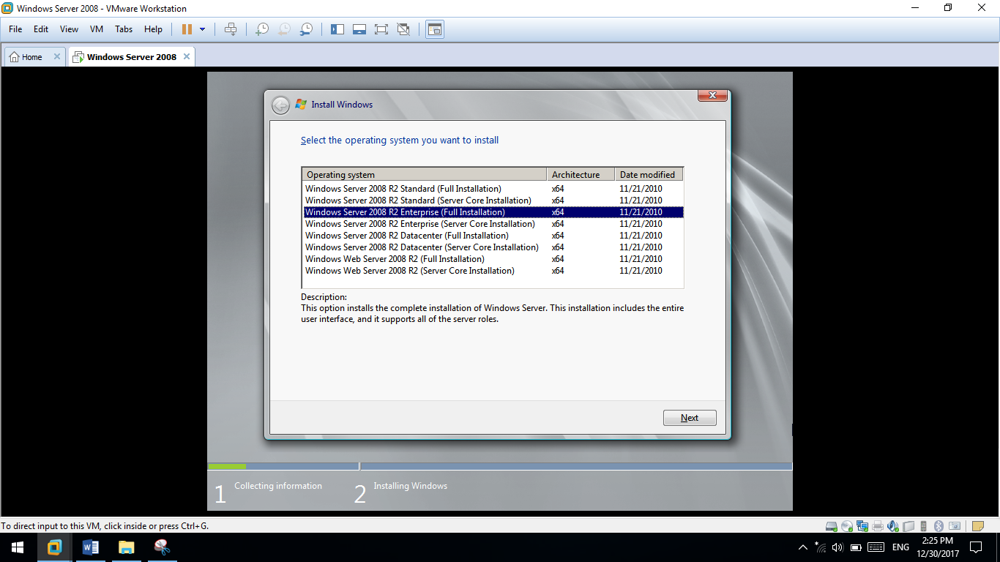 Windows Server 2008 - VMware Workstation
File Edit View VM Tabs Help
Home Windows Server 2008
Install Windows
Select the operating system you want to install
Operating system Architecture Date modified
Windows Server 2008 R2 Standard (Full Installation) x64 11/21/2010
Windows Server 2008 R2 Standard (Server Core Installation) x64 11/21/2010
Windows Server 2008 R2 Enterprise (Full Installation) x64 11/21/2010
Windows Server 2008 R2 Enterprise (Server Core Installation) x64 11/21/2010
Windows Server 2008 R2 Datacenter (Full Installation) x64 11/21/2010
Windows Server 2008 R2 Datacenter (Server Core Installation) x64 11/21/2010
Windows Web Server 2008 R2 (Full Installation) x64 11/21/2010
Windows Web Server 2008 R2 (Server Core Installation) x64 11/21/2010
Description:
This option installs the complete installation of Windows Server. This installation includes the entire
user interface, and it supports all of the server roles.
Next
1 Collecting information 2 Installing Windows
To direct input to this VM, click inside or press Ctrl+G.
ENG 2:25 PM
12/30/2017